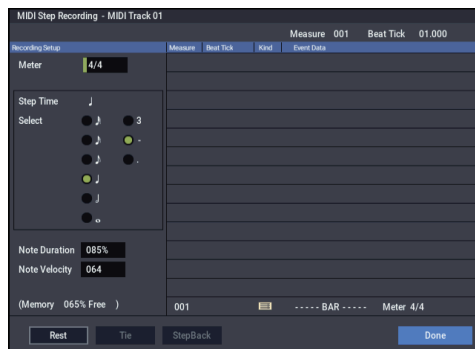 MIDI Step Recording - MIDI Track 01
Measure 001 Beat Tick 01.000
Recording Setup Measure Beat Tick Kind Event Data
Meter 4/4
Step Time ♩
Select
3
-
.
Note Duration 085%
Note Velocity 064
(Memory 065% Free )
001 ----- BAR ----- Meter 4/4
Rest Tie StepBack Done